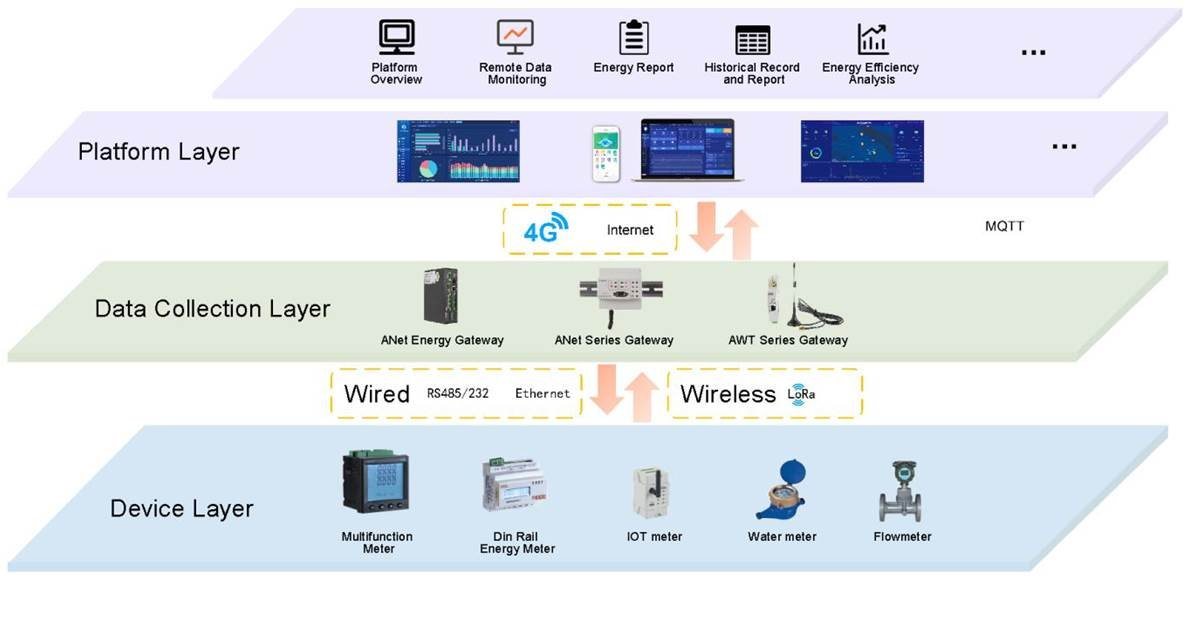 Platform
Overview
Remote Data
Monitoring
Energy Report
Historical Record
and Report
Energy Efficiency
Analysis
...
Platform Layer
...
4G
Internet
MQTT
Data Collection Layer
ANet Energy Gateway
ANet Series Gateway
AWT Series Gateway
Wired
RS485/232
Ethernet
Wireless
LoRa
Device Layer
Multifunction
Meter
Din Rail
Energy Meter
IOT meter
Water meter
Flowmeter